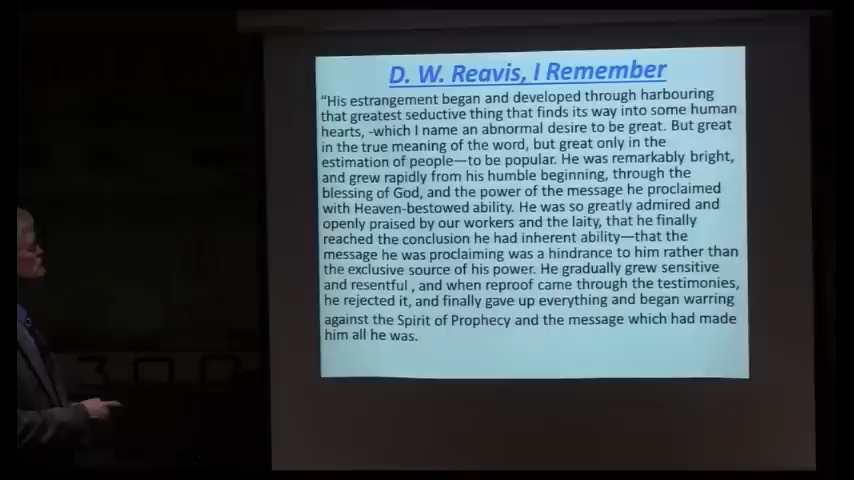 D. W. Reavis, I Remember
“His estrangement began and developed through harbouring
that greatest seductive thing that finds its way into some human
hearts, -which I name an abnormal desire to be great. But great
in the true meaning of the word, but great only in the
estimation of people—to be popular. He was remarkably bright,
and grew rapidly from his humble beginning, through the
blessing of God, and the power of the message he proclaimed
with Heaven-bestowed ability. He was so greatly admired and
openly praised by our workers and the laity, that he finally
reached the conclusion he had inherent ability—that the
message he was proclaiming was a hindrance to him rather than
the exclusive source of his power. He gradually grew sensitive
and resentful , and when reproof came through the testimonies,
he rejected it, and finally gave up everything and began warring
against the Spirit of Prophecy and the message which had made
him all he was.